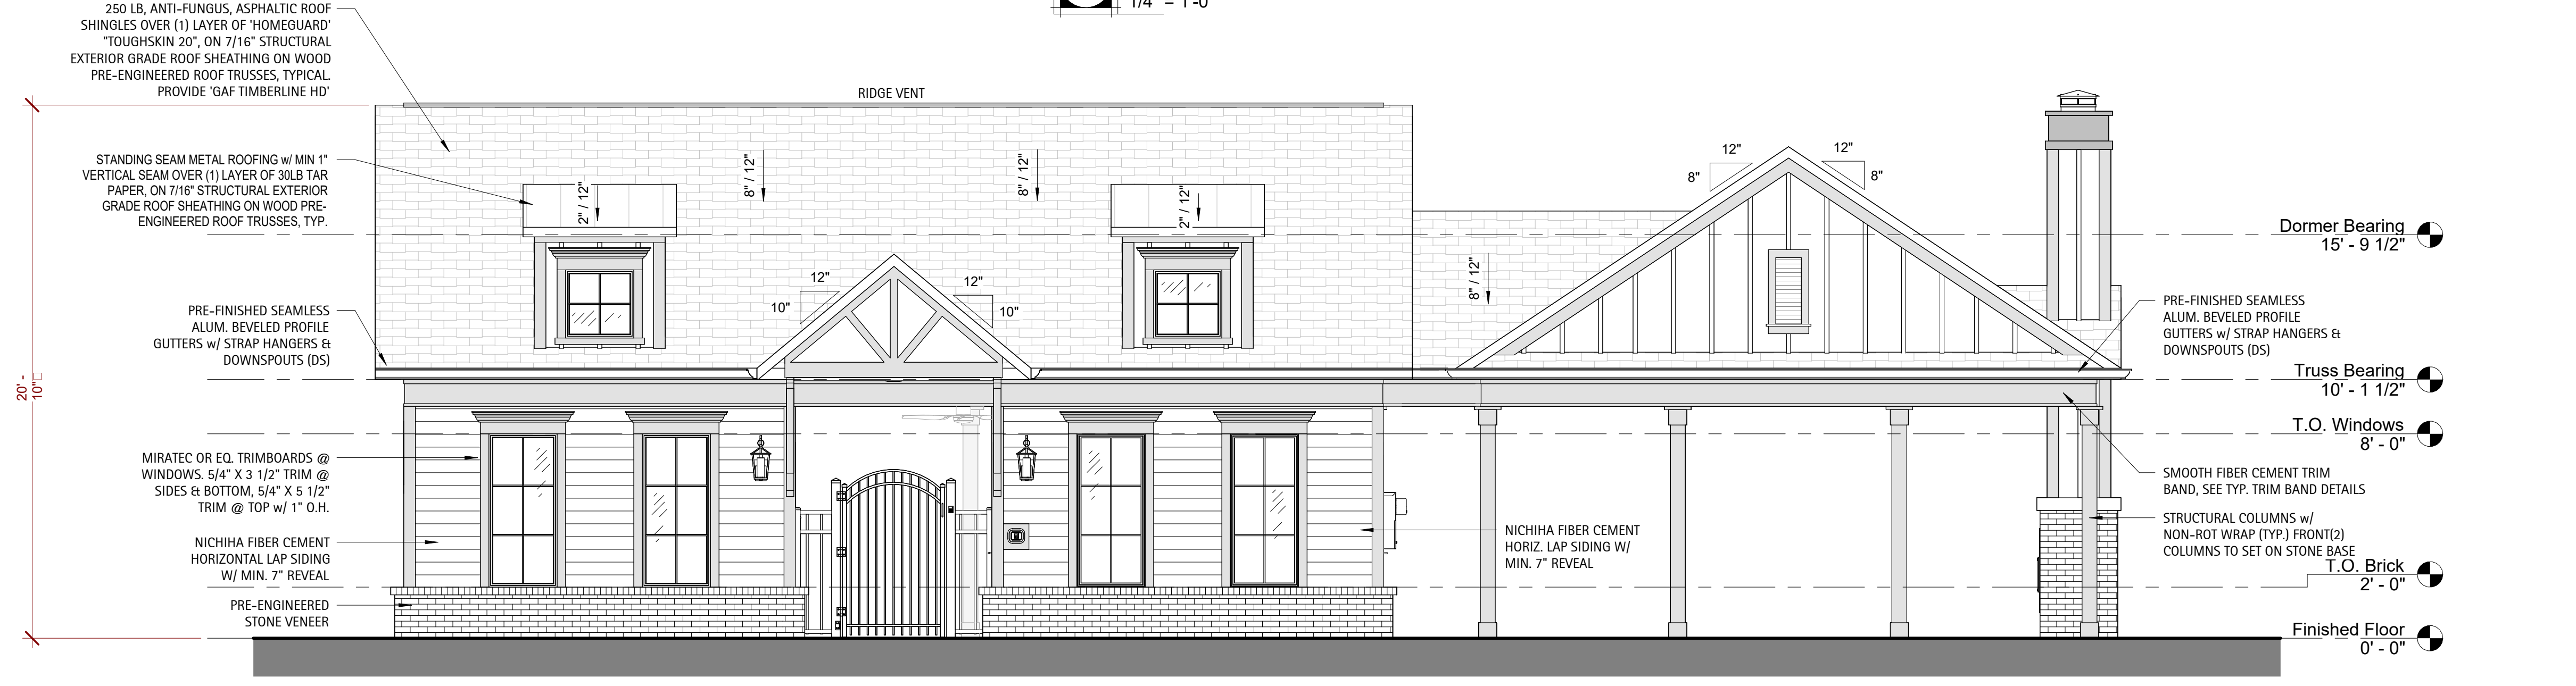 1/4" = 1'-0"
250 LB, ANTI-FUNGUS, ASPHALTIC ROOF
SHINGLES OVER (1) LAYER OF 'HOMEGUARD'
"TOUGHSKIN 20", ON 7/16" STRUCTURAL
EXTERIOR GRADE ROOF SHEATHING ON WOOD
PRE-ENGINEERED ROOF TRUSSES, TYPICAL.
PROVIDE 'GAF TIMBERLINE HD'
RIDGE VENT
STANDING SEAM METAL ROOFING w/ MIN 1"
VERTICAL SEAM OVER (1) LAYER OF 30LB TAR
PAPER, ON 7/16" STRUCTURAL EXTERIOR
GRADE ROOF SHEATHING ON WOOD PRE-
ENGINEERED ROOF TRUSSES, TYP.
2" / 12"
8" / 12"
8" / 12"
2" / 12"
12"
8"
12"
8"
Dormer Bearing
15' - 9 1/2"
8" / 12"
12"
10"
12"
10"
PRE-FINISHED SEAMLESS
ALUM. BEVELED PROFILE
GUTTERS w/ STRAP HANGERS &
DOWNSPOUTS (DS)
PRE-FINISHED SEAMLESS
ALUM. BEVELED PROFILE
GUTTERS w/ STRAP HANGERS &
DOWNSPOUTS (DS)
20' -
10"
Truss Bearing
10' - 1 1/2"
T.O. Windows
8' - 0"
MIRATEC OR EQ. TRIMBOARDS @
WINDOWS. 5/4" X 3 1/2" TRIM @
SIDES & BOTTOM, 5/4" X 5 1/2"
TRIM @ TOP w/ 1" O.H.
SMOOTH FIBER CEMENT TRIM
BAND, SEE TYP. TRIM BAND DETAILS
NICHIHA FIBER CEMENT
HORIZONTAL LAP SIDING
W/ MIN. 7" REVEAL
NICHIHA FIBER CEMENT
HORIZ. LAP SIDING W/
MIN. 7" REVEAL
STRUCTURAL COLUMNS w/
NON-ROT WRAP (TYP.) FRONT(2)
COLUMNS TO SET ON STONE BASE
T.O. Brick
2' - 0"
PRE-ENGINEERED
STONE VENEER
Finished Floor
0' - 0"